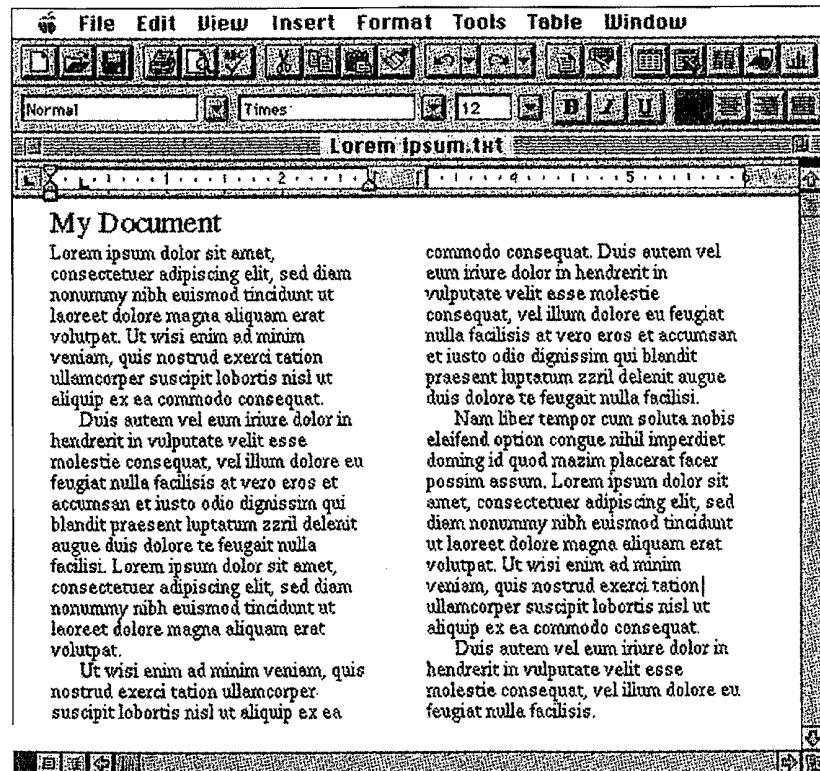 File Edit View Insert Format Tools Table Window
Normal Times 12 B I U
Lorem ipsum.txt
1 2 4 5 6
My Document
Lorem ipsum dolor sit amet,
consectetuer adipiscing elit, sed diam
nonummy nibh euismod tincidunt ut
laoreet dolore magna aliquam erat
volutpat. Ut wisi enim ad minim
veniam, quis nostrud exerci tation
ullamcorper suscipit lobortis nisl ut
aliquip ex ea commodo consequat.
Duis autem vel eum iriure dolor in
hendrerit in vulputate velit esse
molestie consequat, vel illum dolore eu
feugiat nulla facilisis at vero eros et
accumsan et iusto odio dignissim qui
blandit praesent luptatum zzril delenit
augue duis dolore te feugait nulla
facilisi. Lorem ipsum dolor sit amet,
consectetuer adipiscing elit, sed diam
nonummy nibh euismod tincidunt ut
laoreet dolore magna aliquam erat
volutpat.
Ut wisi enim ad minim veniam, quis
nostrud exerci tation ullamcorper
suscipit lobortis nisl ut aliquip ex ea
commodo consequat. Duis autem vel
eum iriure dolor in hendrerit in
vulputate velit esse molestie
consequat, vel illum dolore eu feugiat
nulla facilisis at vero eros et accumsan
et iusto odio dignissim qui blandit
praesent luptatum zzril delenit augue
duis dolore te feugait nulla facilisi.
Nam liber tempor cum soluta nobis
eleifend option congue nihil imperdiet
doming id quod mazim placerat facer
possim assum. Lorem ipsum dolor sit
amet, consectetuer adipiscing elit, sed
diam nonummy nibh euismod tincidunt
ut laoreet dolore magna aliquam erat
volutpat. Ut wisi enim ad minim
veniam, quis nostrud exerci tation
ullamcorper suscipit lobortis nisl ut
aliquip ex ea commodo consequat.
Duis autem vel eum iriure dolor in
hendrerit in vulputate velit esse
molestie consequat, vel illum dolore eu
feugiat nulla facilisis.